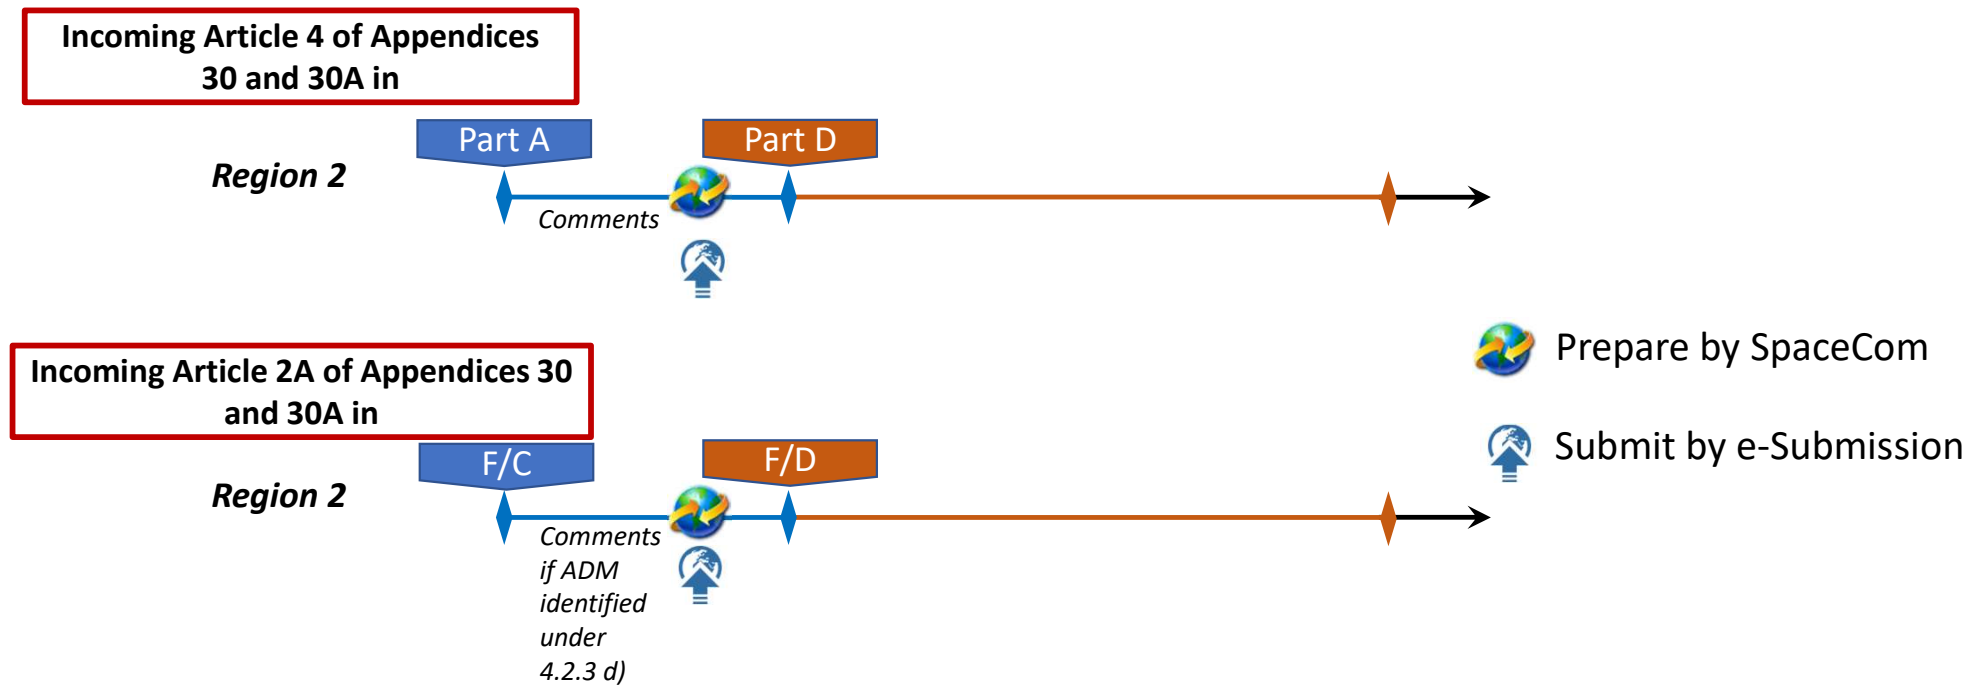 Incoming Article 4 of Appendices
30 and 30A in
Part A
Part D
Region 2
Comments
Incoming Article 2A of Appendices 30
and 30A in
F/C
F/D
Region 2
Comments
if ADM
identified
under
4.2.3 d)
Prepare by SpaceCom
Submit by e-Submission